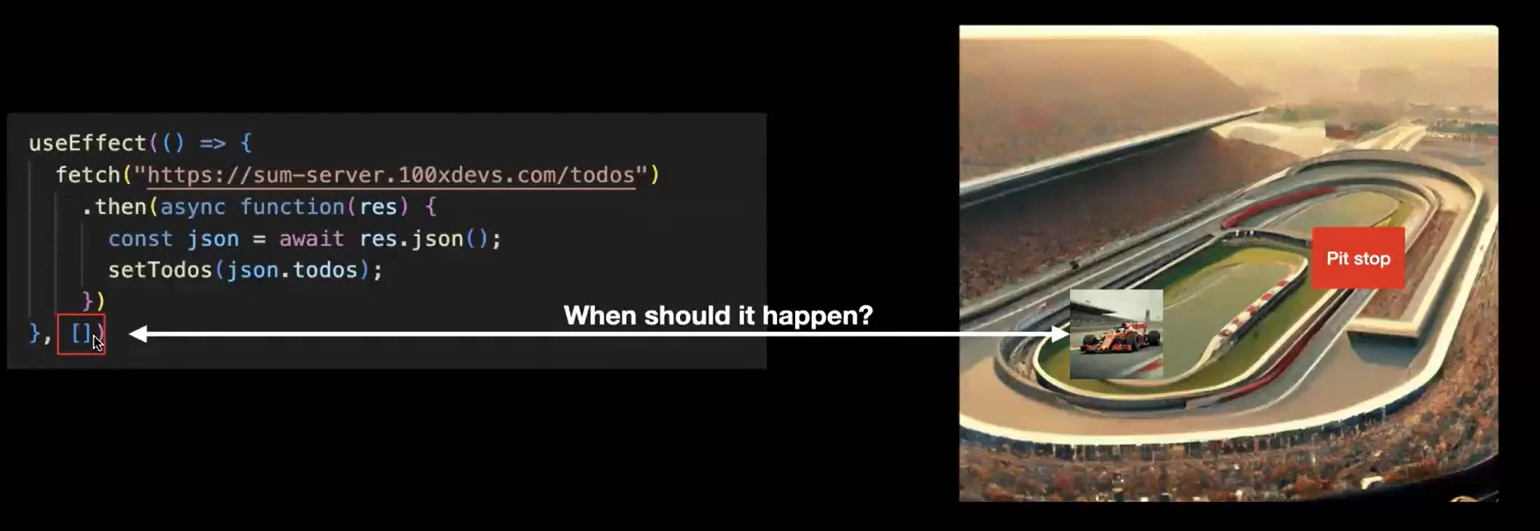 useEffect(() => {
fetch("https://sum-server.100xdevs.com/todos")
.then(async function(res) {
const json = await res.json();
setTodos(json.todos);
})
}, [])
When should it happen?
Pit stop